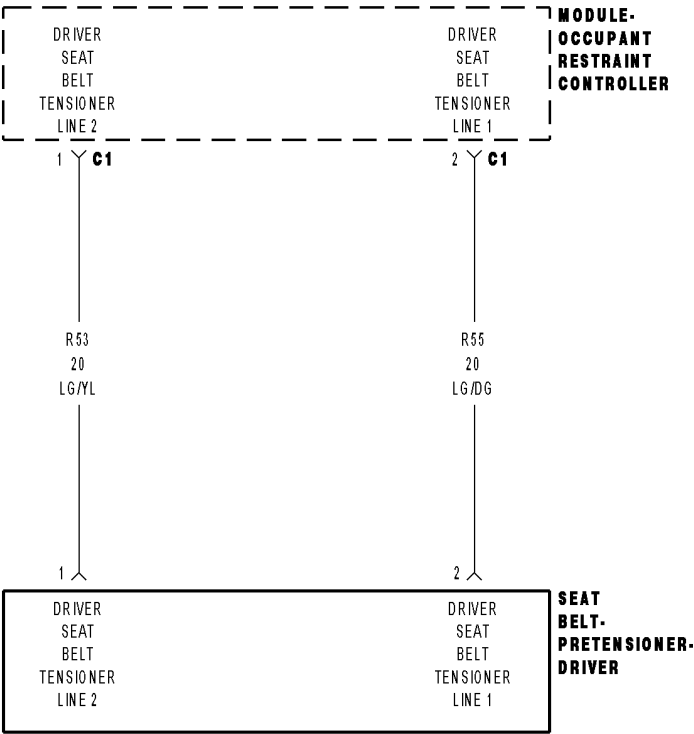 DRIVER
SEAT
BELT
TENSIONER
LINE 2
DRIVER
SEAT
BELT
TENSIONER
LINE 1
MODULE-
OCCUPANT
RESTRAINT
CONTROLLER
1 C1
2 C1
R53
20
LG/YL
R55
20
LG/DG
1
2
DRIVER
SEAT
BELT
TENSIONER
LINE 2
DRIVER
SEAT
BELT
TENSIONER
LINE 1
SEAT
BELT-
PRETENSIONER-
DRIVER